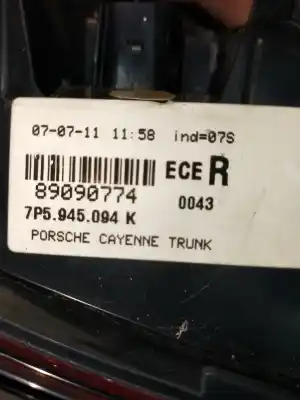 07-07-11 11:58 ind=07S
ECE R
89090774
0043
7P5.945.094 K
PORSCHE CAYENNE TRUNK